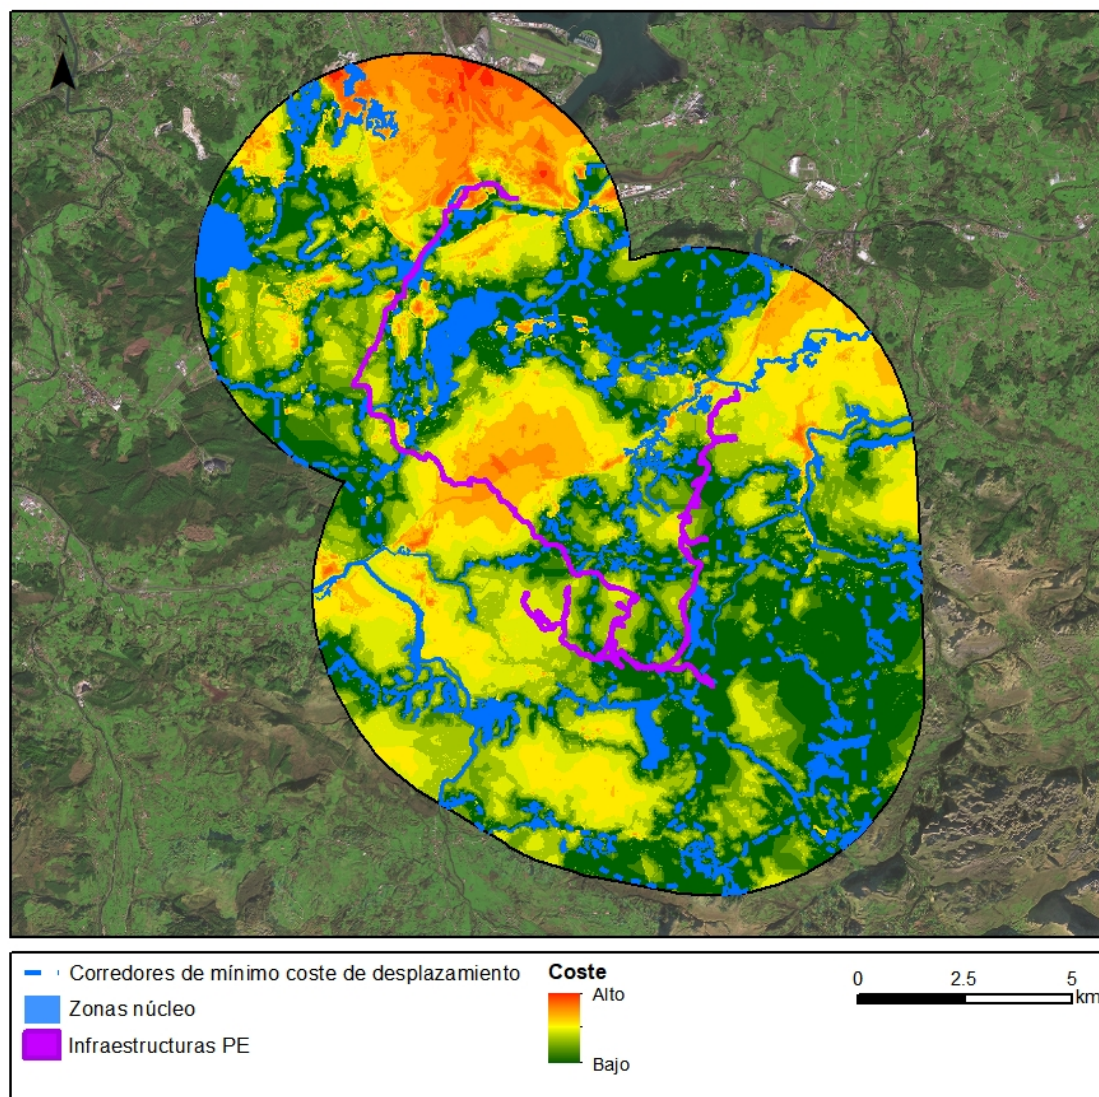 N
Corredores de mínimo coste de desplazamiento
Zonas núcleo
Infraestructuras PE
Coste
Alto
Bajo
0 2.5 5
km